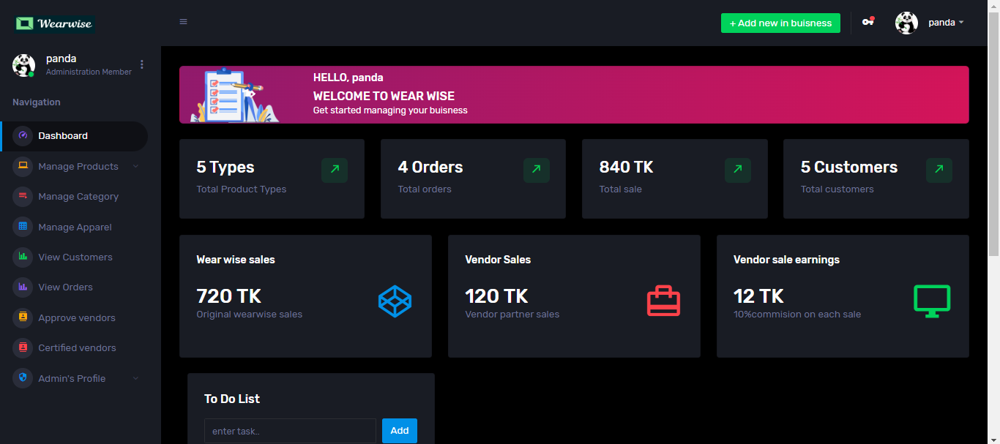 Wearwise
+ Add new in buisness
panda
panda
Administration Member
Navigation
Dashboard
Manage Products
Manage Category
Manage Apparel
View Customers
View Orders
Approve vendors
Certified vendors
Admin's Profile
HELLO, panda
WELCOME TO WEAR WISE
Get started managing your buisness
5 Types
Total Product Types
4 Orders
Total orders
840 TK
Total sale
5 Customers
Total customers
Wear wise sales
720 TK
Original wearwise sales
Vendor Sales
120 TK
Vendor partner sales
Vendor sale earnings
12 TK
10%commision on each sale
To Do List
enter task..
Add